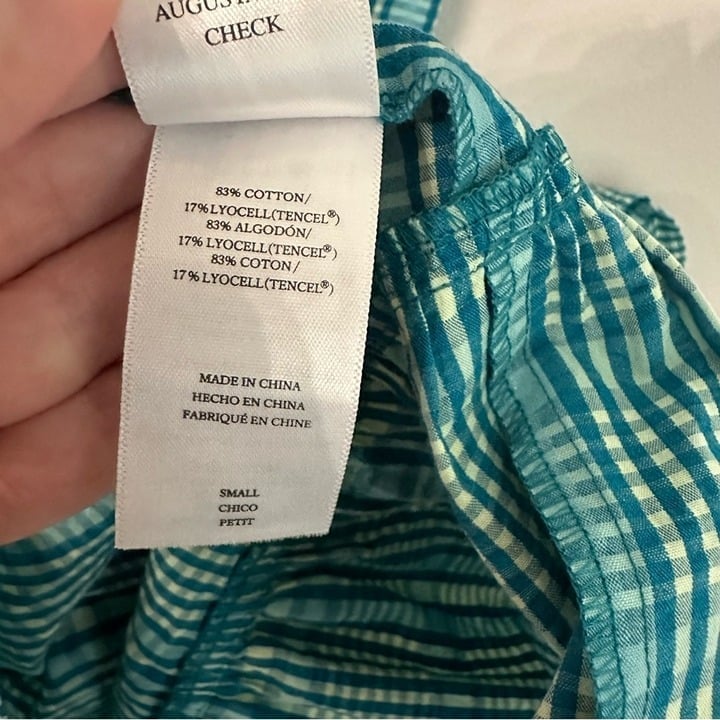 CHECK
83% COTTON/
17% LYOCELL(TENCEL®)
83% ALGODÓN/
17% LYOCELL(TENCEL®)
83% COTON/
17% LYOCELL(TENCEL®)
MADE IN CHINA
HECHO EN CHINA
FABRIQUÉ EN CHINE
SMALL
CHICO
PETIT